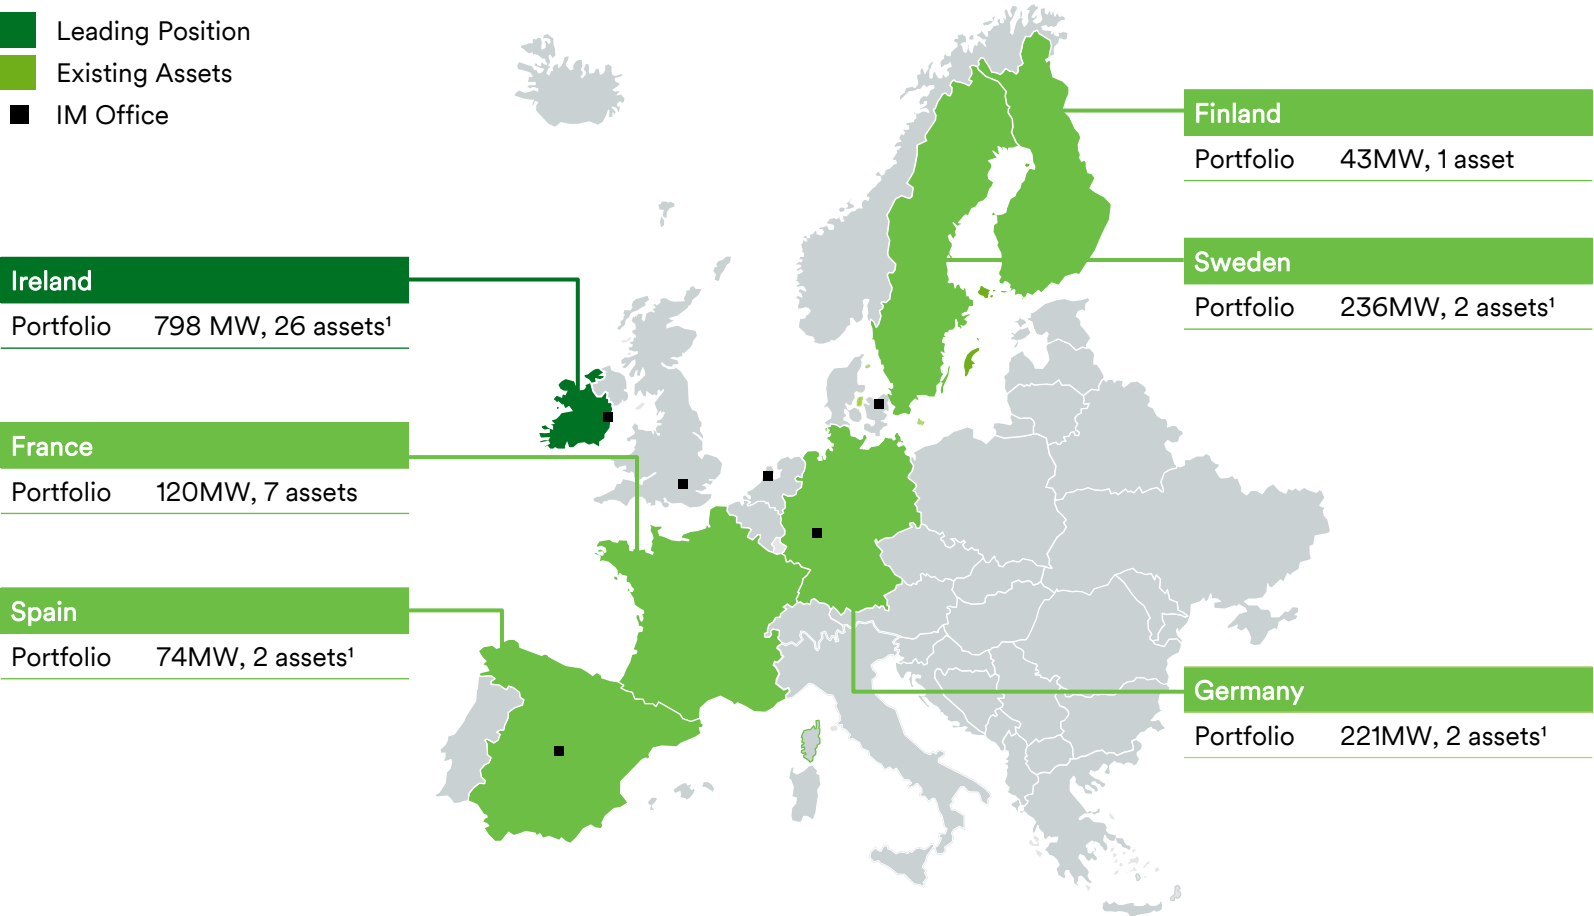 Leading Position
Existing Assets
IM Office
Ireland
Portfolio 798 MW, 26 assets¹
France
Portfolio 120MW, 7 assets
Spain
Portfolio 74MW, 2 assets¹
Finland
Portfolio 43MW, 1 asset
Sweden
Portfolio 236MW, 2 assets¹
Germany
Portfolio 221MW, 2 assets¹